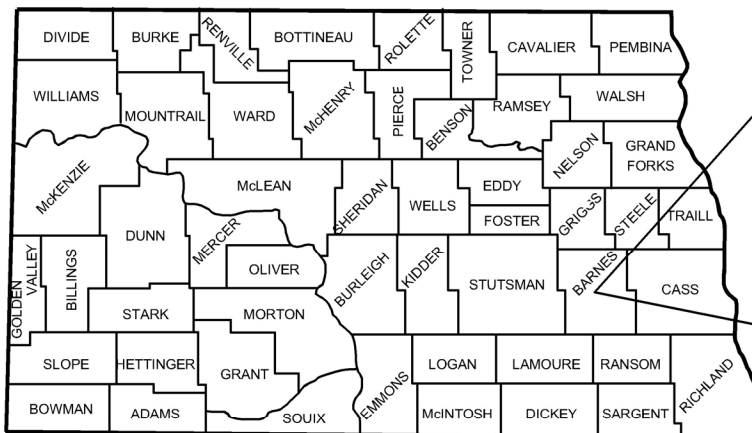 DIVIDE
BURKE
RENVILLE
BOTTINEAU
ROLETTE
TOWNER
CAVALIER
PEMBINA
WILLIAMS
MOUNTRAIL
WARD
McHENRY
PIERCE
BENSON
RAMSEY
WALSH
NELSON
GRAND
FORKS
McKENZIE
DUNN
McLEAN
MERCER
OLIVER
SHERIDAN
WELLS
EDDY
FOSTER
GRIGGS
STEELE
TRAILL
GOLDEN
VALLEY
BILLINGS
STARK
MORTON
BURLEIGH
KIDDER
STUTSMAN
BARNES
CASS
SLOPE
HETTINGER
GRANT
EMMONS
LOGAN
LAMOURE
RANSOM
RICHLAND
BOWMAN
ADAMS
SOUIX
McINTOSH
DICKEY
SARGENT